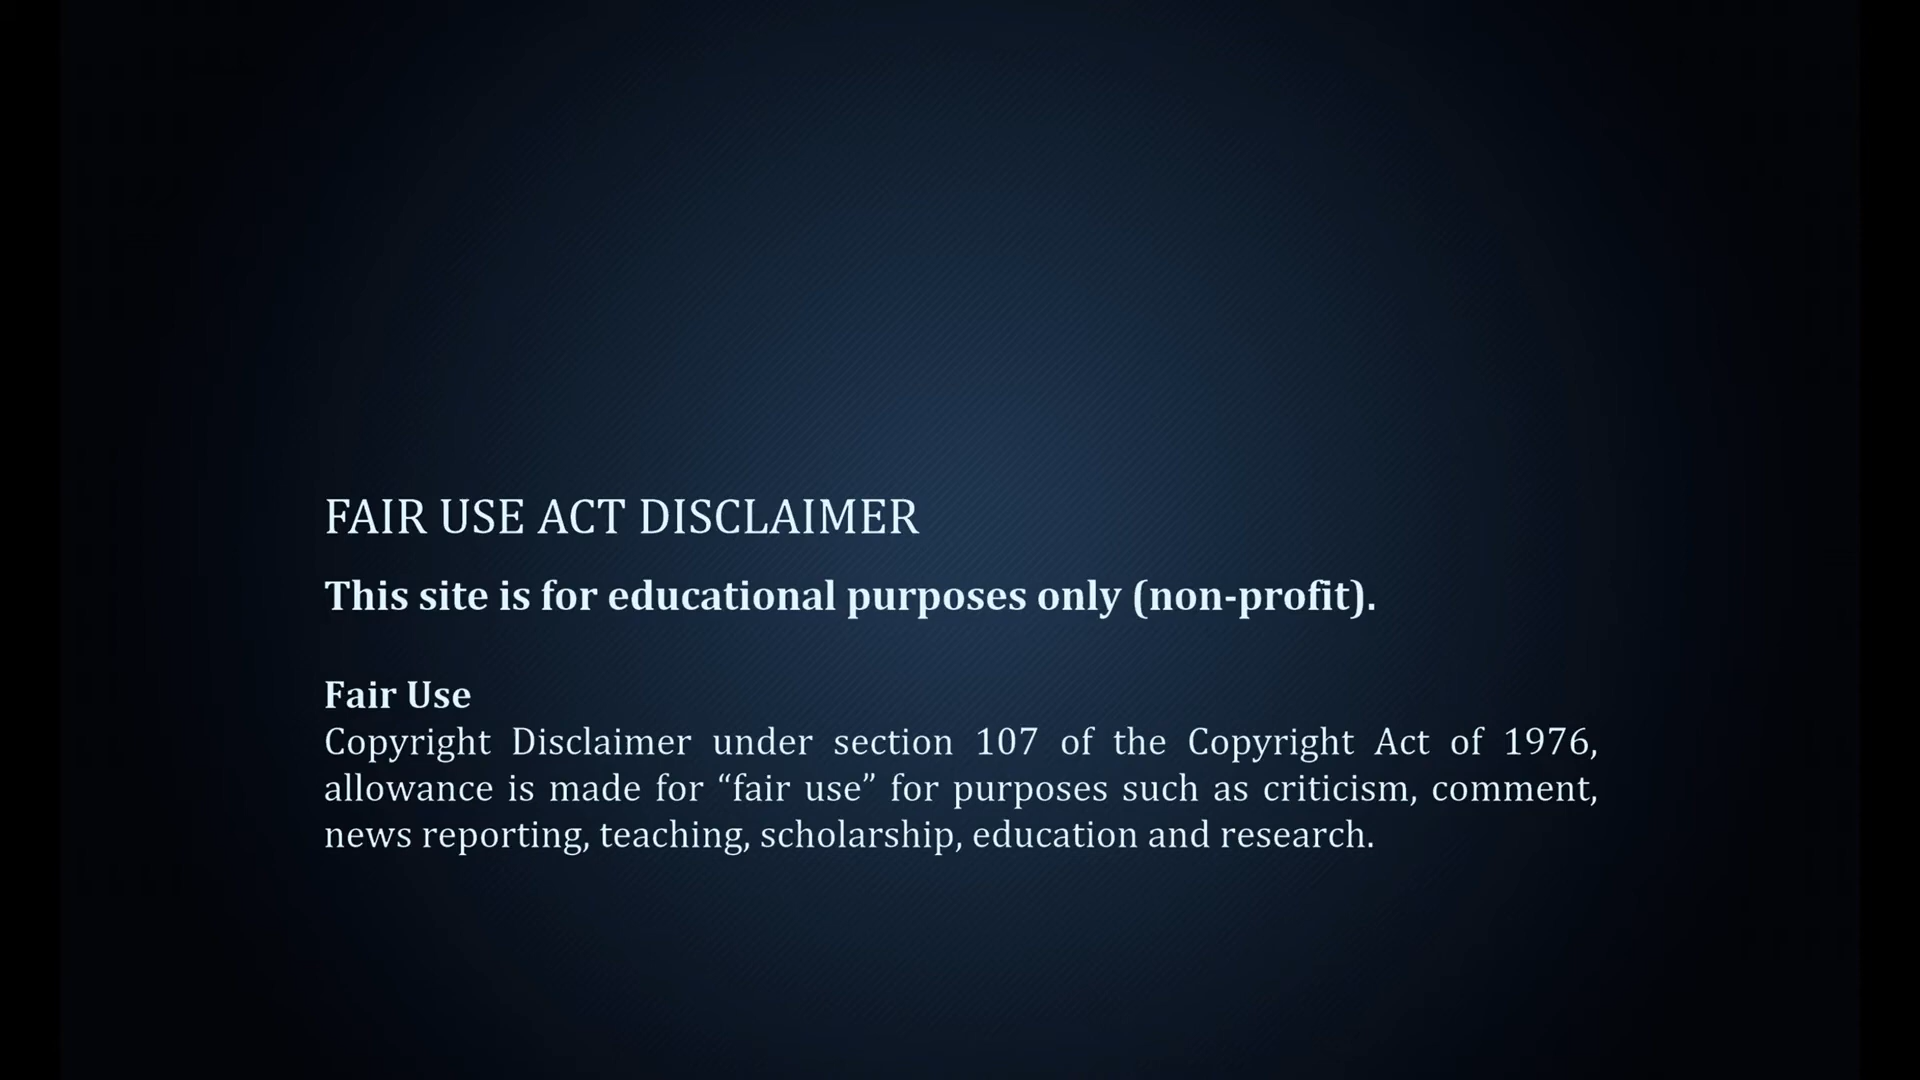 FAIR USE ACT DISCLAIMER
This site is for educational purposes only (non-profit).
Fair Use
Copyright Disclaimer under section 107 of the Copyright Act of 1976,
allowance is made for “fair use” for purposes such as criticism, comment,
news reporting, teaching, scholarship, education and research.